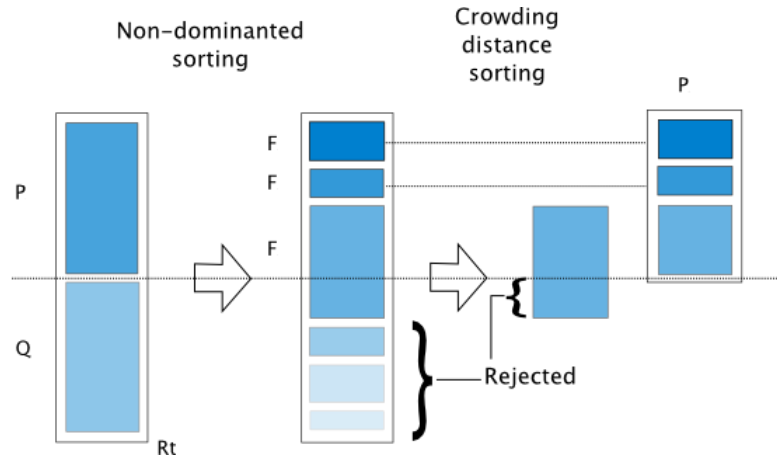 Non-dominanted
sorting
Crowding
distance
sorting
P
P
F
F
F
Q
Rejected
Rt